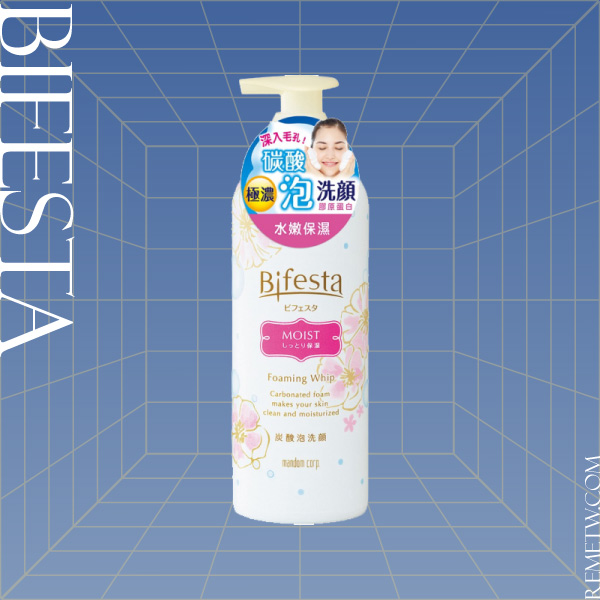 BIFESTA
深入毛孔!
碳酸
極濃
泡
洗顏
膠原蛋白
水嫩保濕
Bifesta
ビフェスタ
MOIST
しっとり保湿
Foaming Whip
Carbonated foam
makes your skin
clean and moisturized
炭酸泡洗顔
mandom corp.
REMETW.COM